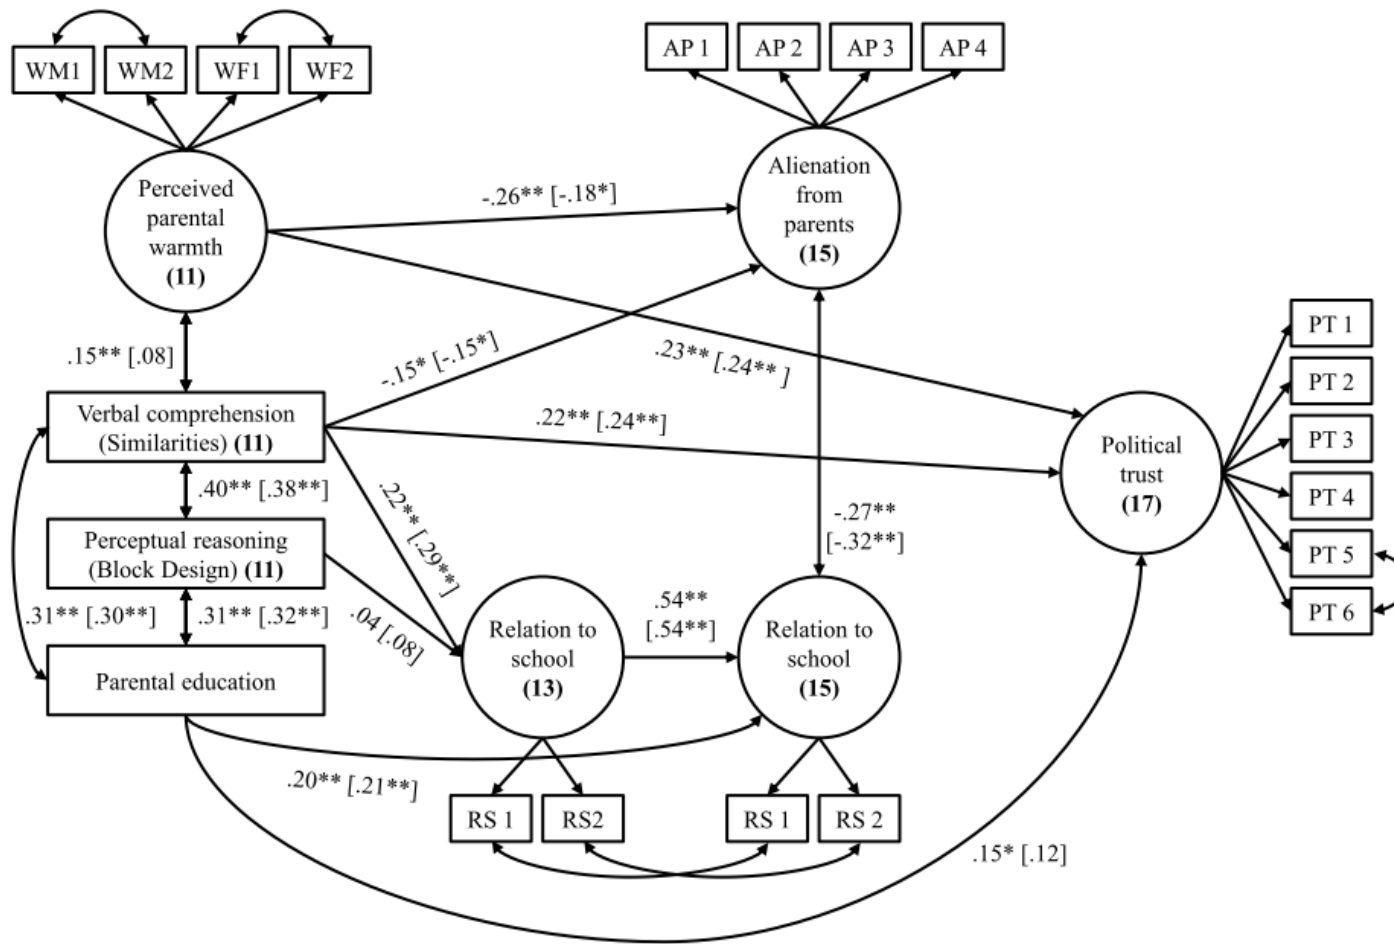 WM1
WM2
WF1
WF2
AP 1
AP 2
AP 3
AP 4
Perceived
parental
warmth
(11)
Alienation
from
parents
(15)
-.26** [-.18*]
.15** [.08]
-.15* [-.15*]
.23** [.24** ]
PT 1
PT 2
PT 3
PT 4
PT 5
PT 6
Verbal comprehension
(Similarities) (11)
.22** [.24**]
Political
trust
(17)
.40** [.38**]
.22** [.29**]
-.27**
[-.32**]
Perceptual reasoning
(Block Design) (11)
.31** [.30**]
.31** [.32**]
.04 [.08]
.54**
[.54**]
Relation to
school
(13)
Relation to
school
(15)
Parental education
.20** [.21**]
RS 1
RS2
RS 1
RS 2
.15* [.12]